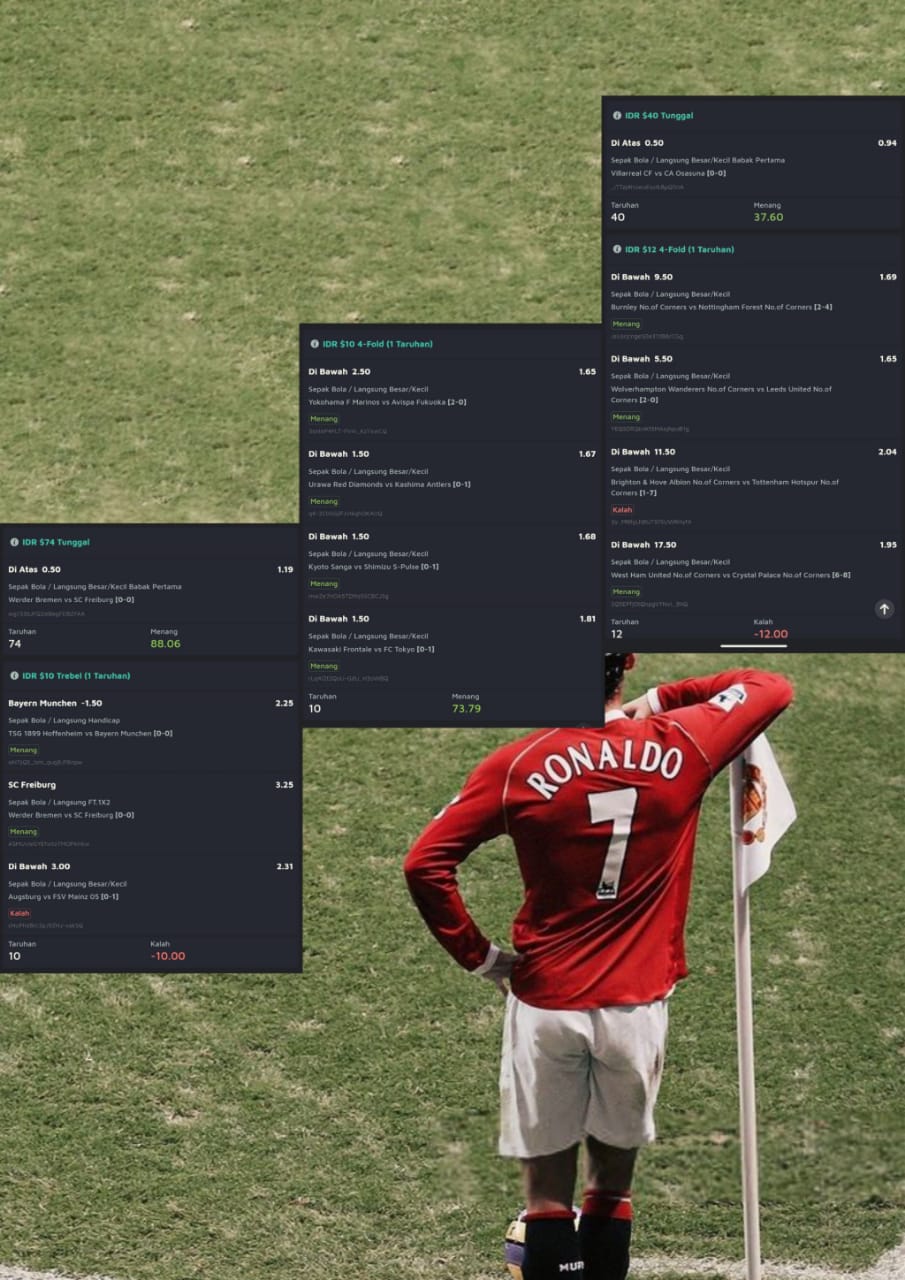 IDR $40 Tunggal
Di Atas 0.50 0.94
Sepak Bola / Langsung Besar/Kecil Babak Pertama
Villarreal CF vs CA Osasuna [0-0]
Taruhan Menang
40 37.60
IDR $12 4-Fold (1 Taruhan)
Di Bawah 9.50 1.69
Sepak Bola / Langsung Besar/Kecil
Burnley No.of Corners vs Nottingham Forest No.of Corners [2-4]
Menang
Di Bawah 5.50 1.65
Sepak Bola / Langsung Besar/Kecil
Wolverhampton Wanderers No.of Corners vs Leeds United No.of
Corners [2-0]
Menang
Di Bawah 11.50 2.04
Sepak Bola / Langsung Besar/Kecil
Brighton & Hove Albion No.of Corners vs Tottenham Hotspur No.of
Corners [1-7]
Kalah
Di Bawah 17.50 1.95
Sepak Bola / Langsung Besar/Kecil
West Ham United No.of Corners vs Crystal Palace No.of Corners [6-8]
Menang
Taruhan Kalah
12 -12.00
IDR $10 4-Fold (1 Taruhan)
Di Bawah 2.50 1.65
Sepak Bola / Langsung Besar/Kecil
Yokohama F Marinos vs Avispa Fukuoka [2-0]
Menang
Di Bawah 1.50 1.67
Sepak Bola / Langsung Besar/Kecil
Urawa Red Diamonds vs Kashima Antlers [0-1]
Menang
Di Bawah 1.50 1.68
Sepak Bola / Langsung Besar/Kecil
Kyoto Sanga vs Shimizu S-Pulse [0-1]
Menang
Di Bawah 1.50 1.81
Sepak Bola / Langsung Besar/Kecil
Kawasaki Frontale vs FC Tokyo [0-1]
Menang
Taruhan Menang
10 73.79
IDR $74 Tunggal
Di Atas 0.50 1.19
Sepak Bola / Langsung Besar/Kecil Babak Pertama
Werder Bremen vs SC Freiburg [0-0]
Taruhan Menang
74 88.06
IDR $10 Trebel (1 Taruhan)
Bayern Munchen -1.50 2.25
Sepak Bola / Langsung Handicap
TSG 1899 Hoffenheim vs Bayern Munchen [0-0]
Menang
SC Freiburg 3.25
Sepak Bola / Langsung FT.1X2
Werder Bremen vs SC Freiburg [0-0]
Menang
Di Bawah 3.00 2.31
Sepak Bola / Langsung Besar/Kecil
Augsburg vs FSV Mainz 05 [0-1]
Kalah
Taruhan Kalah
10 -10.00
RONALDO
7